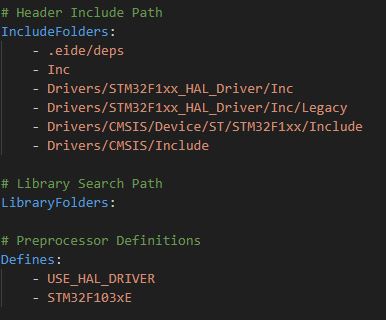 # Header Include Path
IncludeFolders:
    - .eide/deps
    - Inc
    - Drivers/STM32F1xx_HAL_Driver/Inc
    - Drivers/STM32F1xx_HAL_Driver/Inc/Legacy
    - Drivers/CMSIS/Device/ST/STM32F1xx/Include
    - Drivers/CMSIS/Include
# Library Search Path
LibraryFolders:
# Preprocessor Definitions
Defines:
    - USE_HAL_DRIVER
    - STM32F103xE